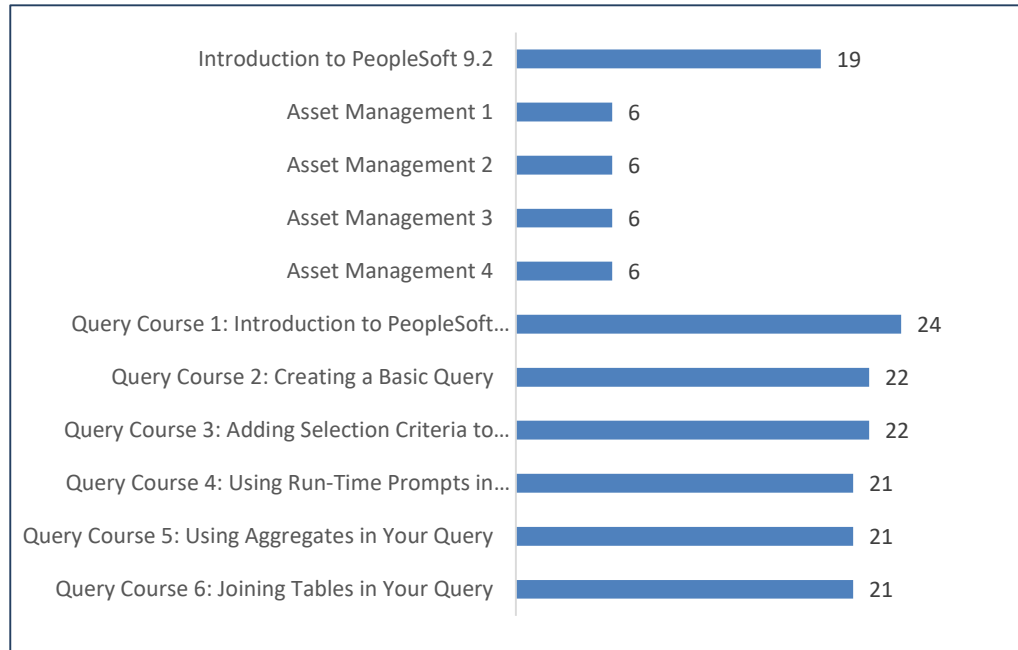 Introduction to PeopleSoft 9.2 19
Asset Management 1 6
Asset Management 2 6
Asset Management 3 6
Asset Management 4 6
Query Course 1: Introduction to PeopleSoft... 24
Query Course 2: Creating a Basic Query 22
Query Course 3: Adding Selection Criteria to... 22
Query Course 4: Using Run-Time Prompts in... 21
Query Course 5: Using Aggregates in Your Query 21
Query Course 6: Joining Tables in Your Query 21